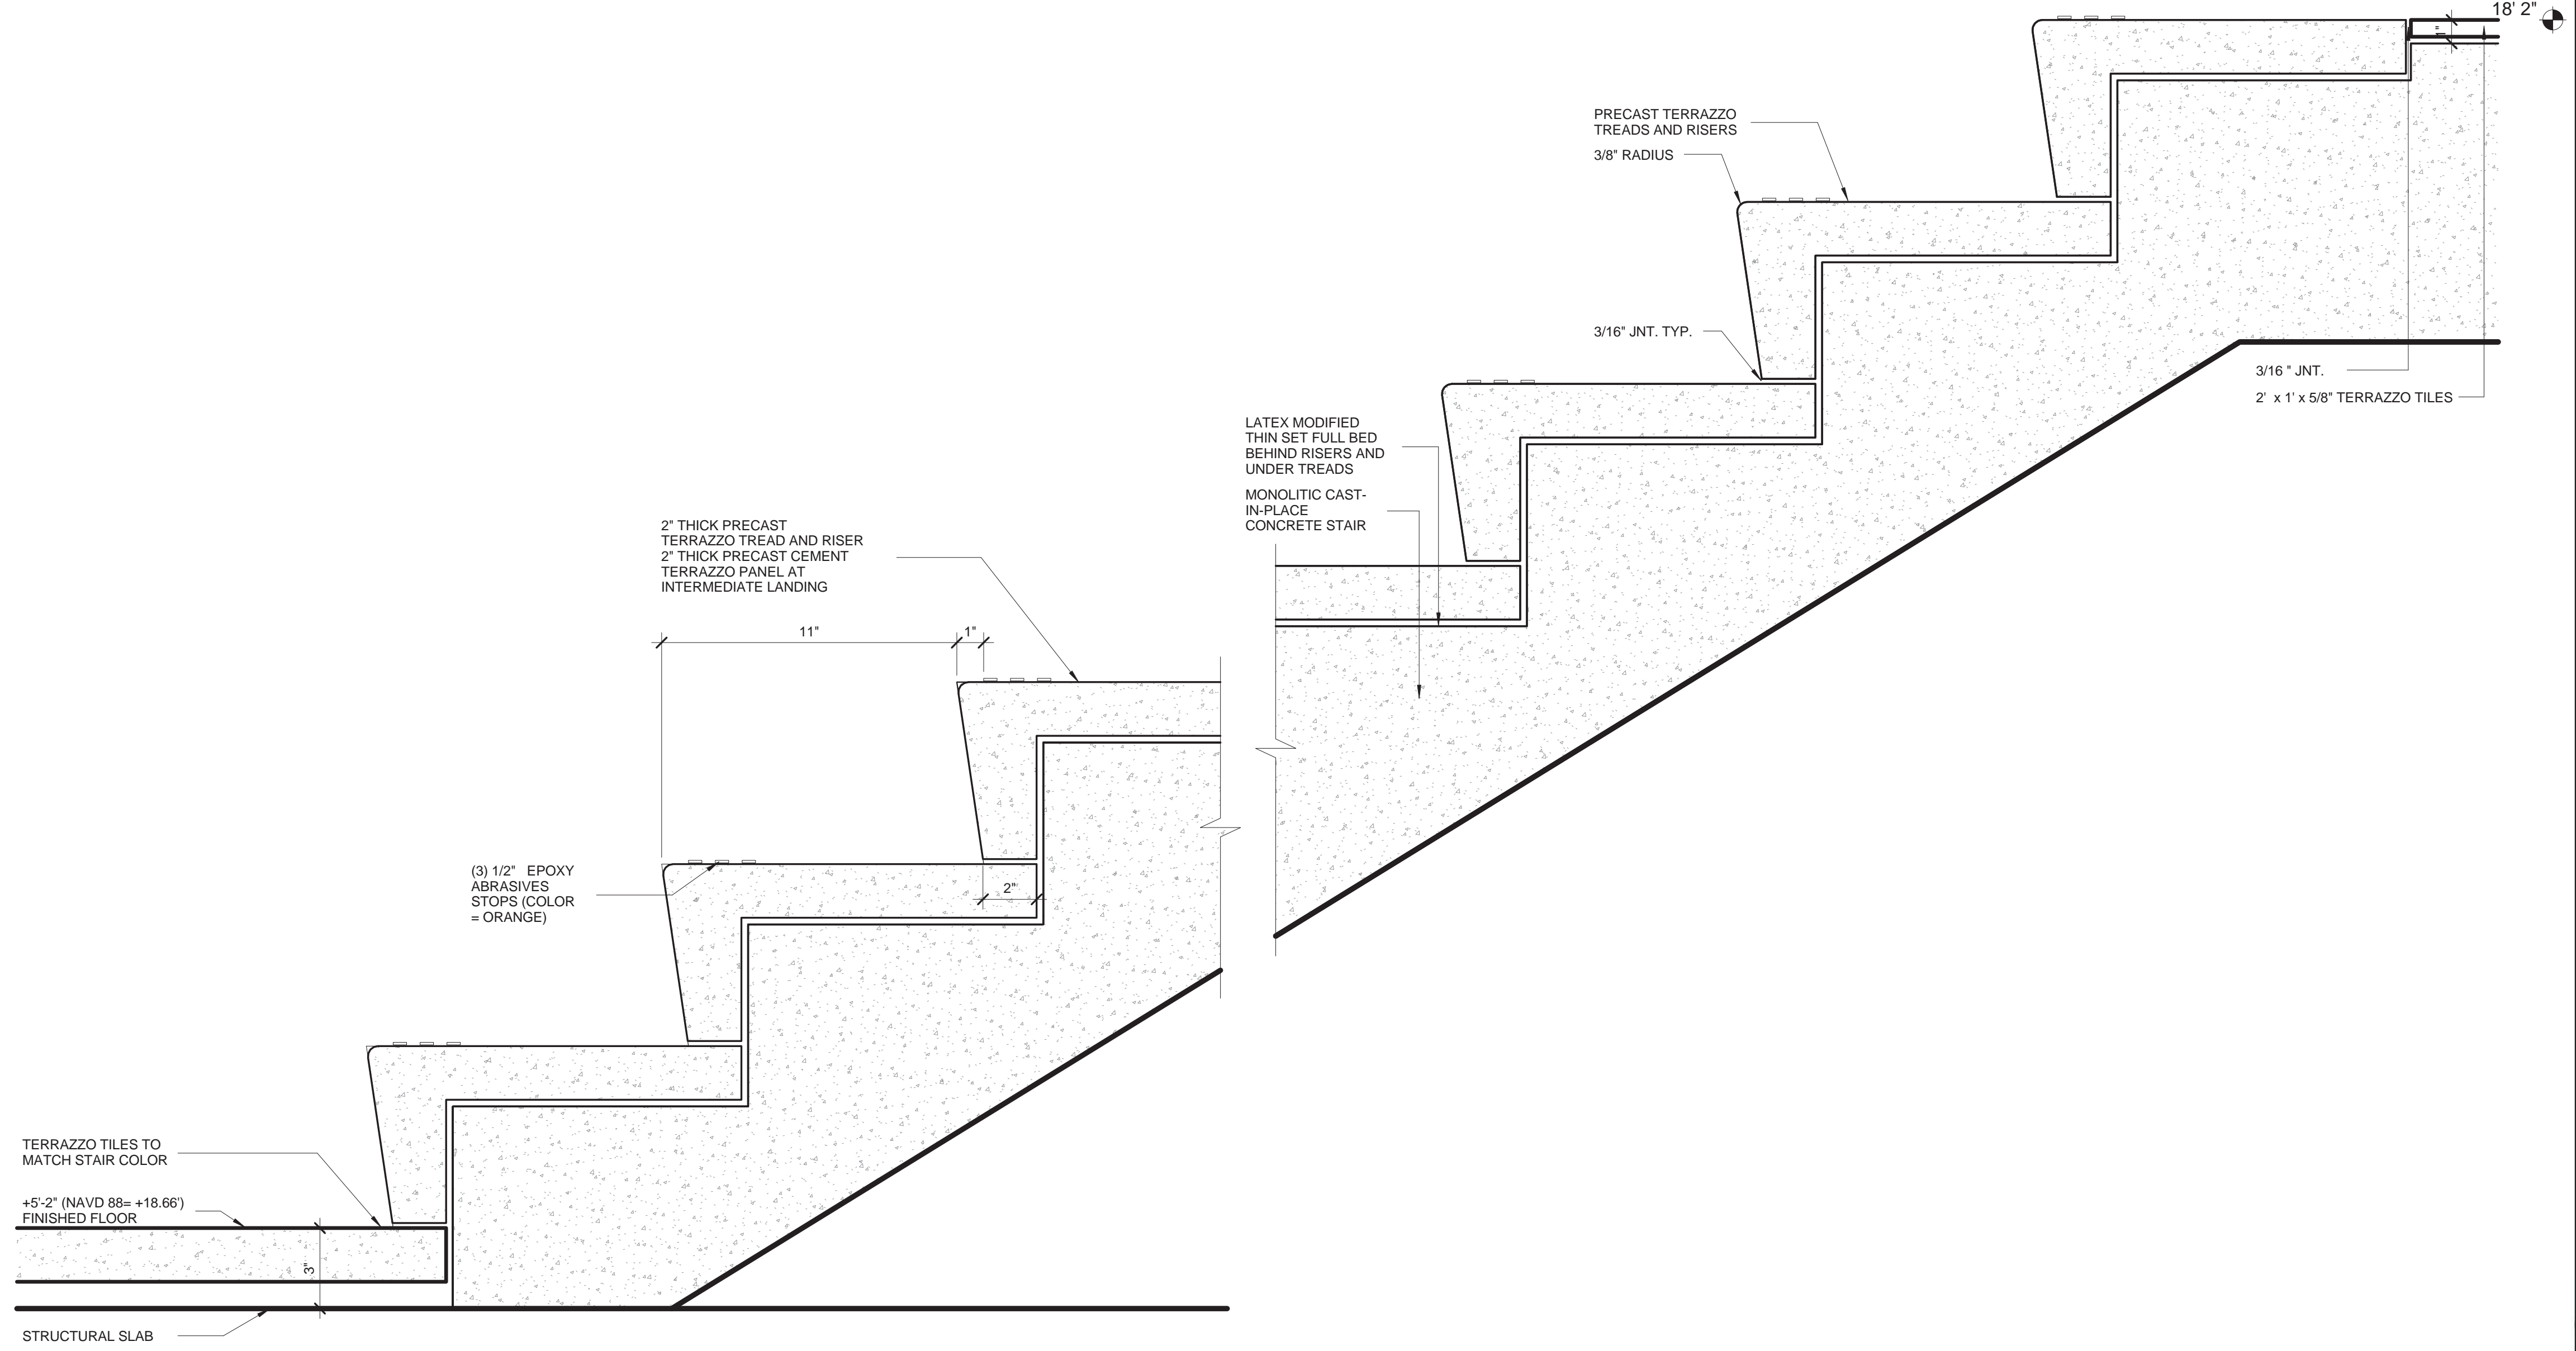 18' 2"
1"
PRECAST TERRAZZO
TREADS AND RISERS
3/8" RADIUS
3/16" JNT. TYP.
3/16 " JNT.
2'  x 1' x 5/8" TERRAZZO TILES
LATEX MODIFIED
THIN SET FULL BED
BEHIND RISERS AND
UNDER TREADS
MONOLITIC CAST-
IN-PLACE
CONCRETE STAIR
2" THICK PRECAST
TERRAZZO TREAD AND RISER
2" THICK PRECAST CEMENT
TERRAZZO PANEL AT
INTERMEDIATE LANDING
11"
1"
(3) 1/2"   EPOXY
ABRASIVES
STOPS (COLOR
= ORANGE)
2"
TERRAZZO TILES TO
MATCH STAIR COLOR
+5'-2" (NAVD 88= +18.66')
FINISHED FLOOR
3"
STRUCTURAL SLAB